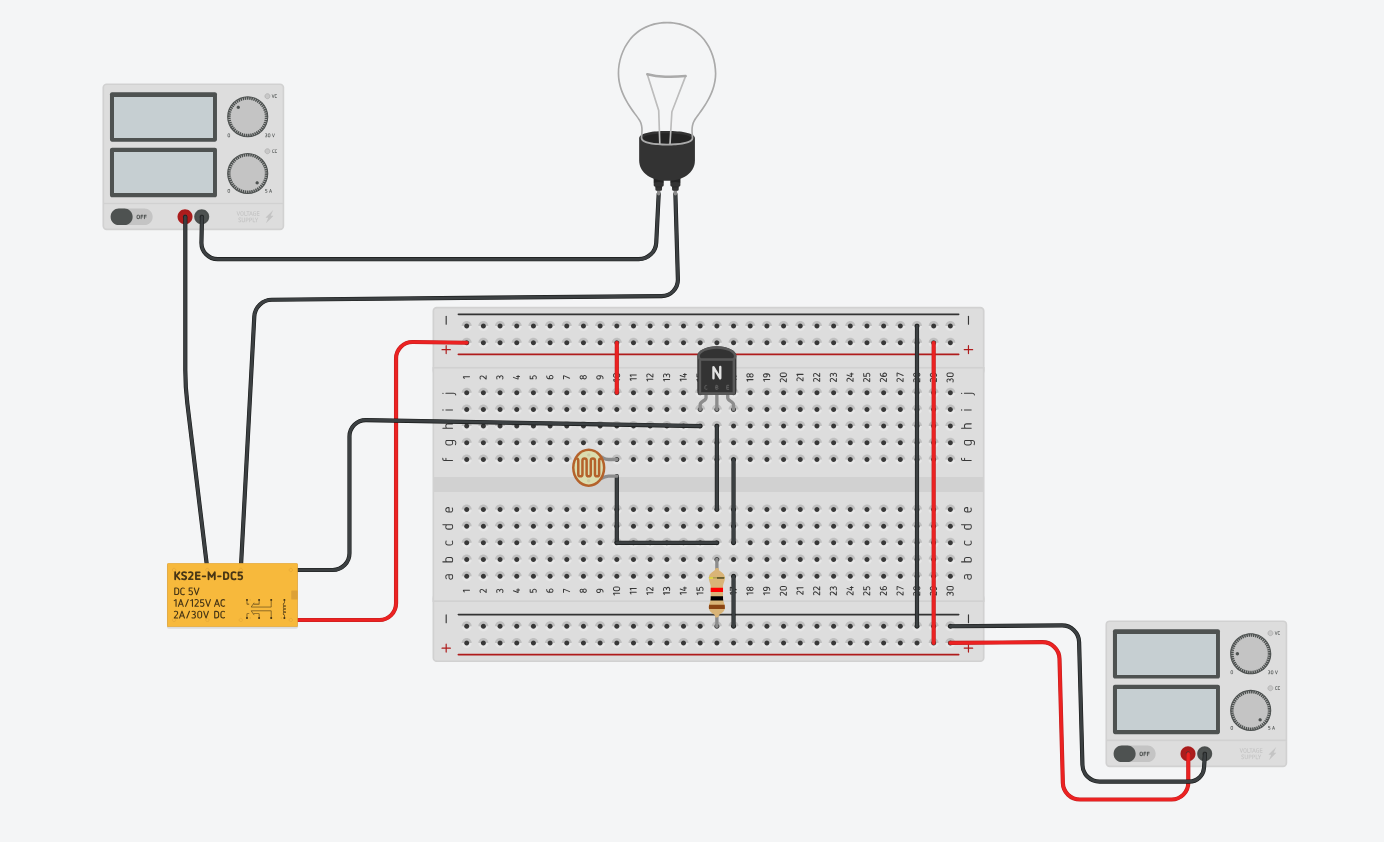 VC
0 30 V
CC
0 5 A
OFF
VOLTAGE
SUPPLY
− −
+ +
1 2 3 4 5 6 7 8 9 10 11 12 13 14 15 17 18 19 20 21 22 23 24 25 26 27 29 30
N
C B E
j j
i i
h h
g g
f f
e e
d d
c c
b b
a a
1 2 3 4 5 6 7 8 9 10 11 12 13 14 15 17 18 19 20 21 22 23 24 25 26 27 28 29 30
− −
+ +
KS2E-M-DC5
DC 5V
1A/125V AC
2A/30V DC
VC
0 30 V
CC
0 5 A
OFF
VOLTAGE
SUPPLY